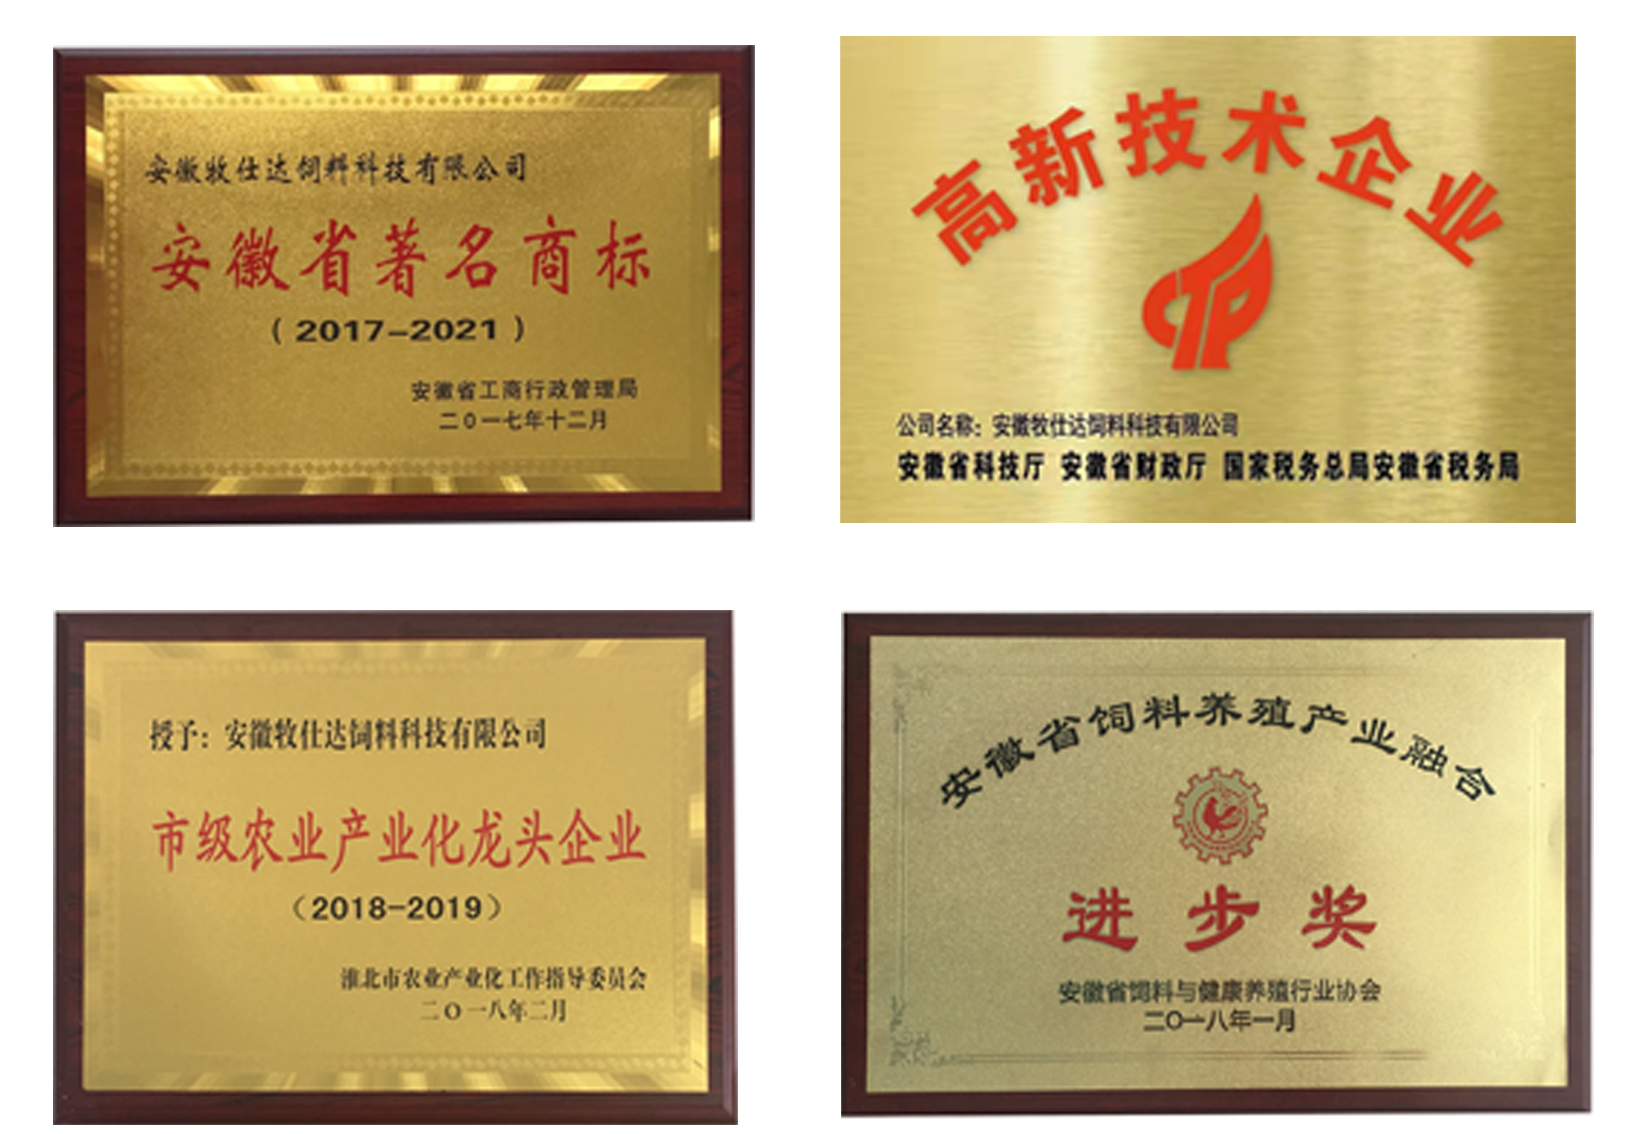 安徽牧仕达饲料科技有限公司
安徽省著名商标
（2017-2021）
安徽省工商行政管理局
二0一七年十二月
高新技术企业
公司名称：安徽牧仕达饲料科技有限公司
安徽省科技厅 安徽省财政厅 国家税务总局安徽省税务局
授予：安徽牧仕达饲料科技有限公司
市级农业产业化龙头企业
（2018-2019）
淮北市农业产业化工作指导委员会
二O一八年二月
安徽省饲料养殖产业融合
进步奖
安徽省饲料与健康养殖行业协会
二O一八年一月